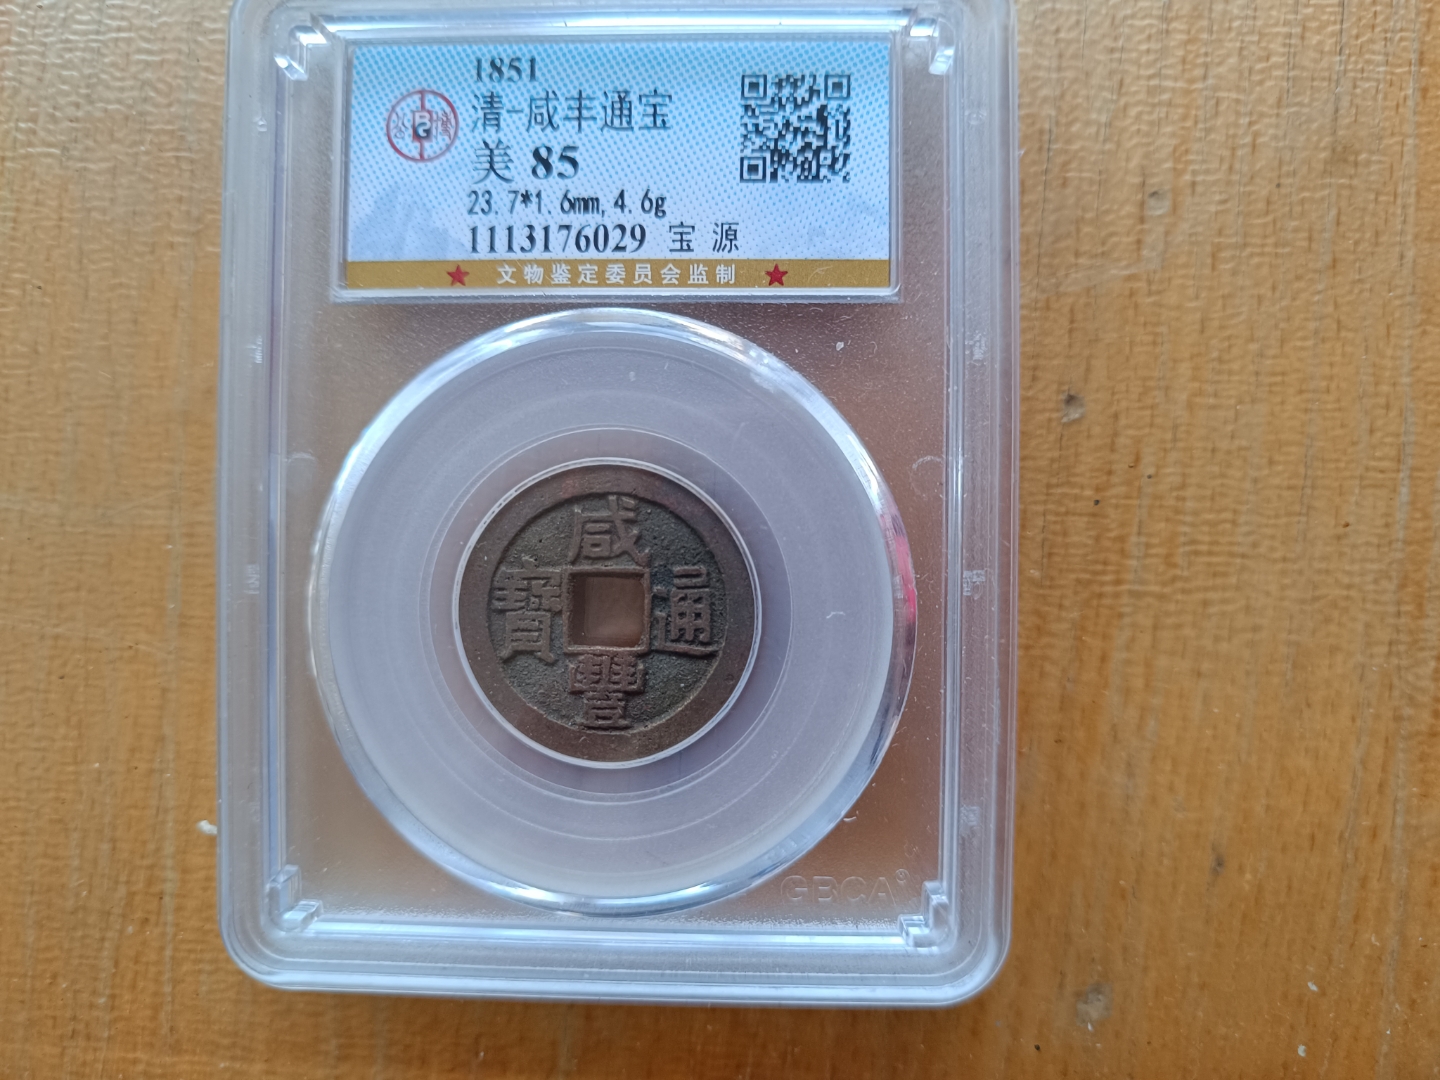 1851
清-咸丰通宝
美 85
23.7*1.6mm,4.6g
1113176029 宝 源
★ 文物鉴定委员会监制 ★
咸
寶 通
豐
GBCA